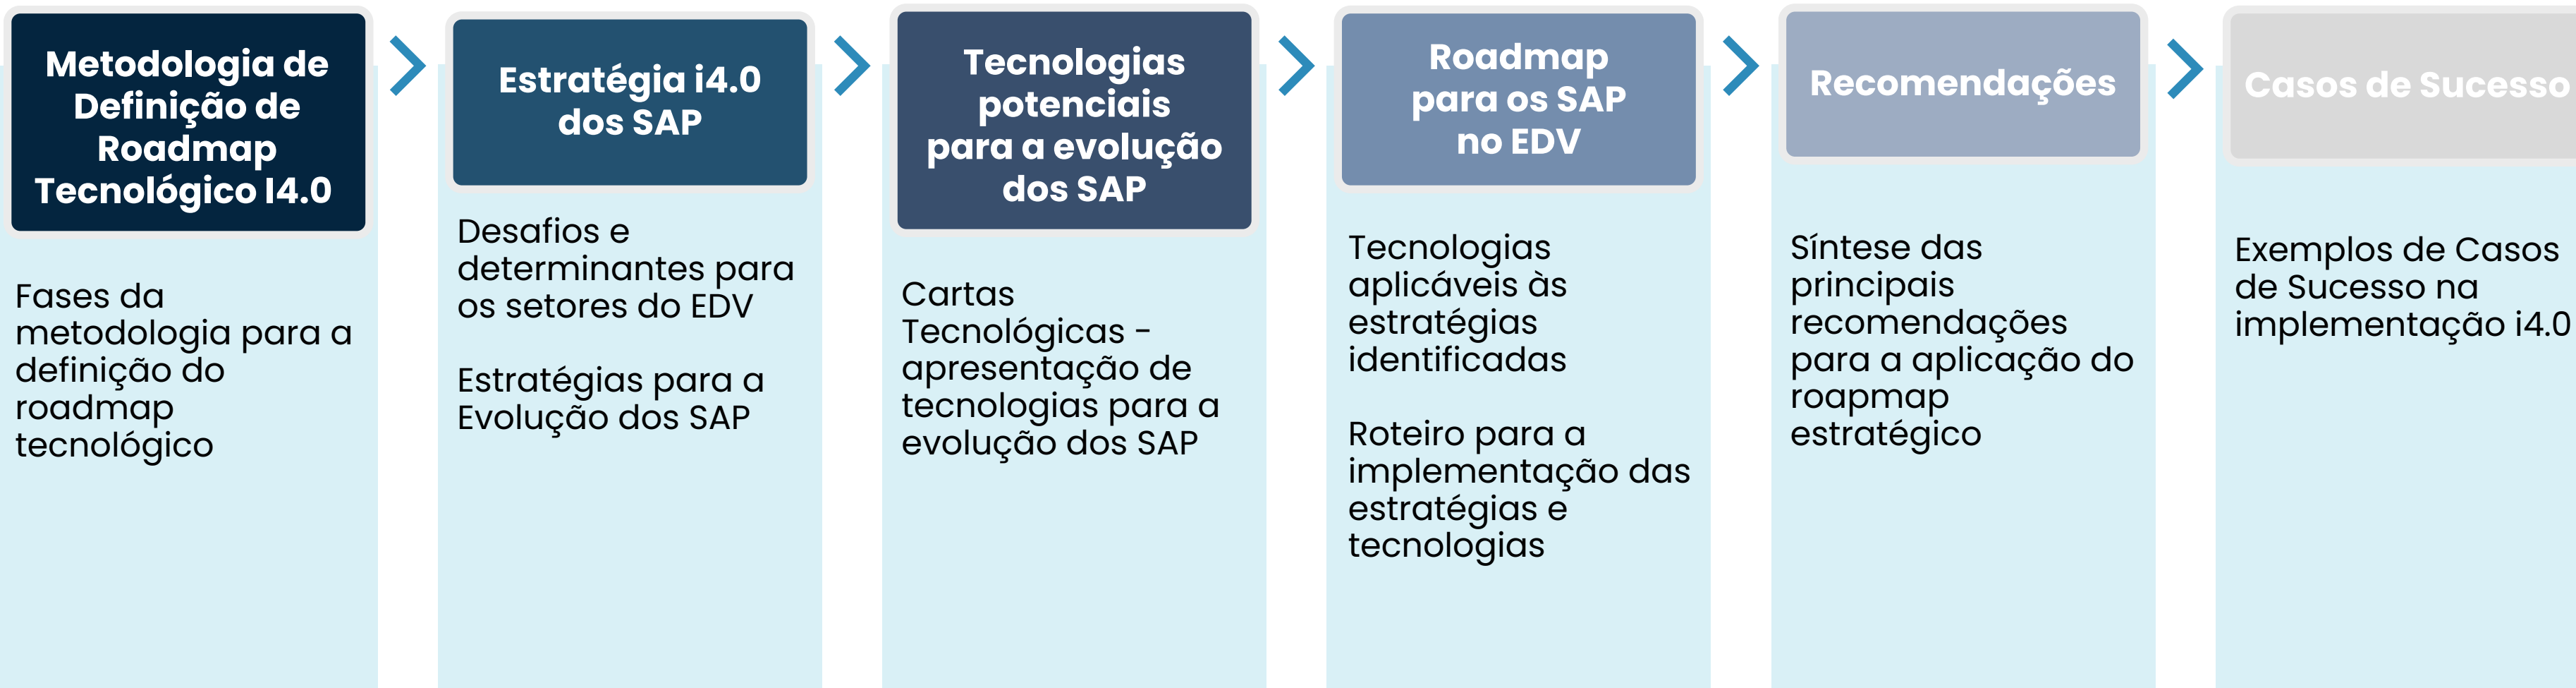 Metodologia de
Definição de
Roadmap
Tecnológico I4.0
Fases da
metodologia para a
definição do
roadmap
tecnológico
Estratégia i4.0
dos SAP
Desafios e
determinantes para
os setores do EDV
Estratégias para a
Evolução dos SAP
Tecnologias
potenciais
para a evolução
dos SAP
Cartas
Tecnológicas -
apresentação de
tecnologias para a
evolução dos SAP
Roadmap
para os SAP
no EDV
Tecnologias
aplicáveis às
estratégias
identificadas
Roteiro para a
implementação das
estratégias e
tecnologias
Recomendações
Síntese das
principais
recomendações
para a aplicação do
roapmap
estratégico
Casos de Sucesso
Exemplos de Casos
de Sucesso na
implementação i4.0